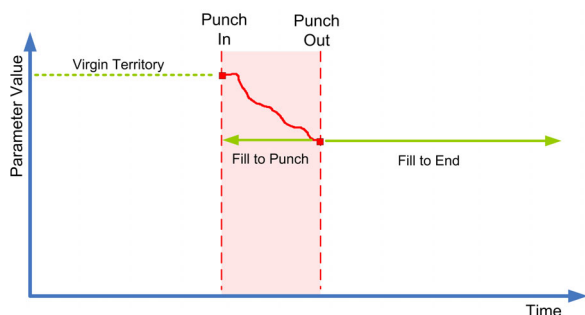 Punch
In
Punch
Out
Virgin Territory
Parameter Value
Fill to Punch
Fill to End
Time